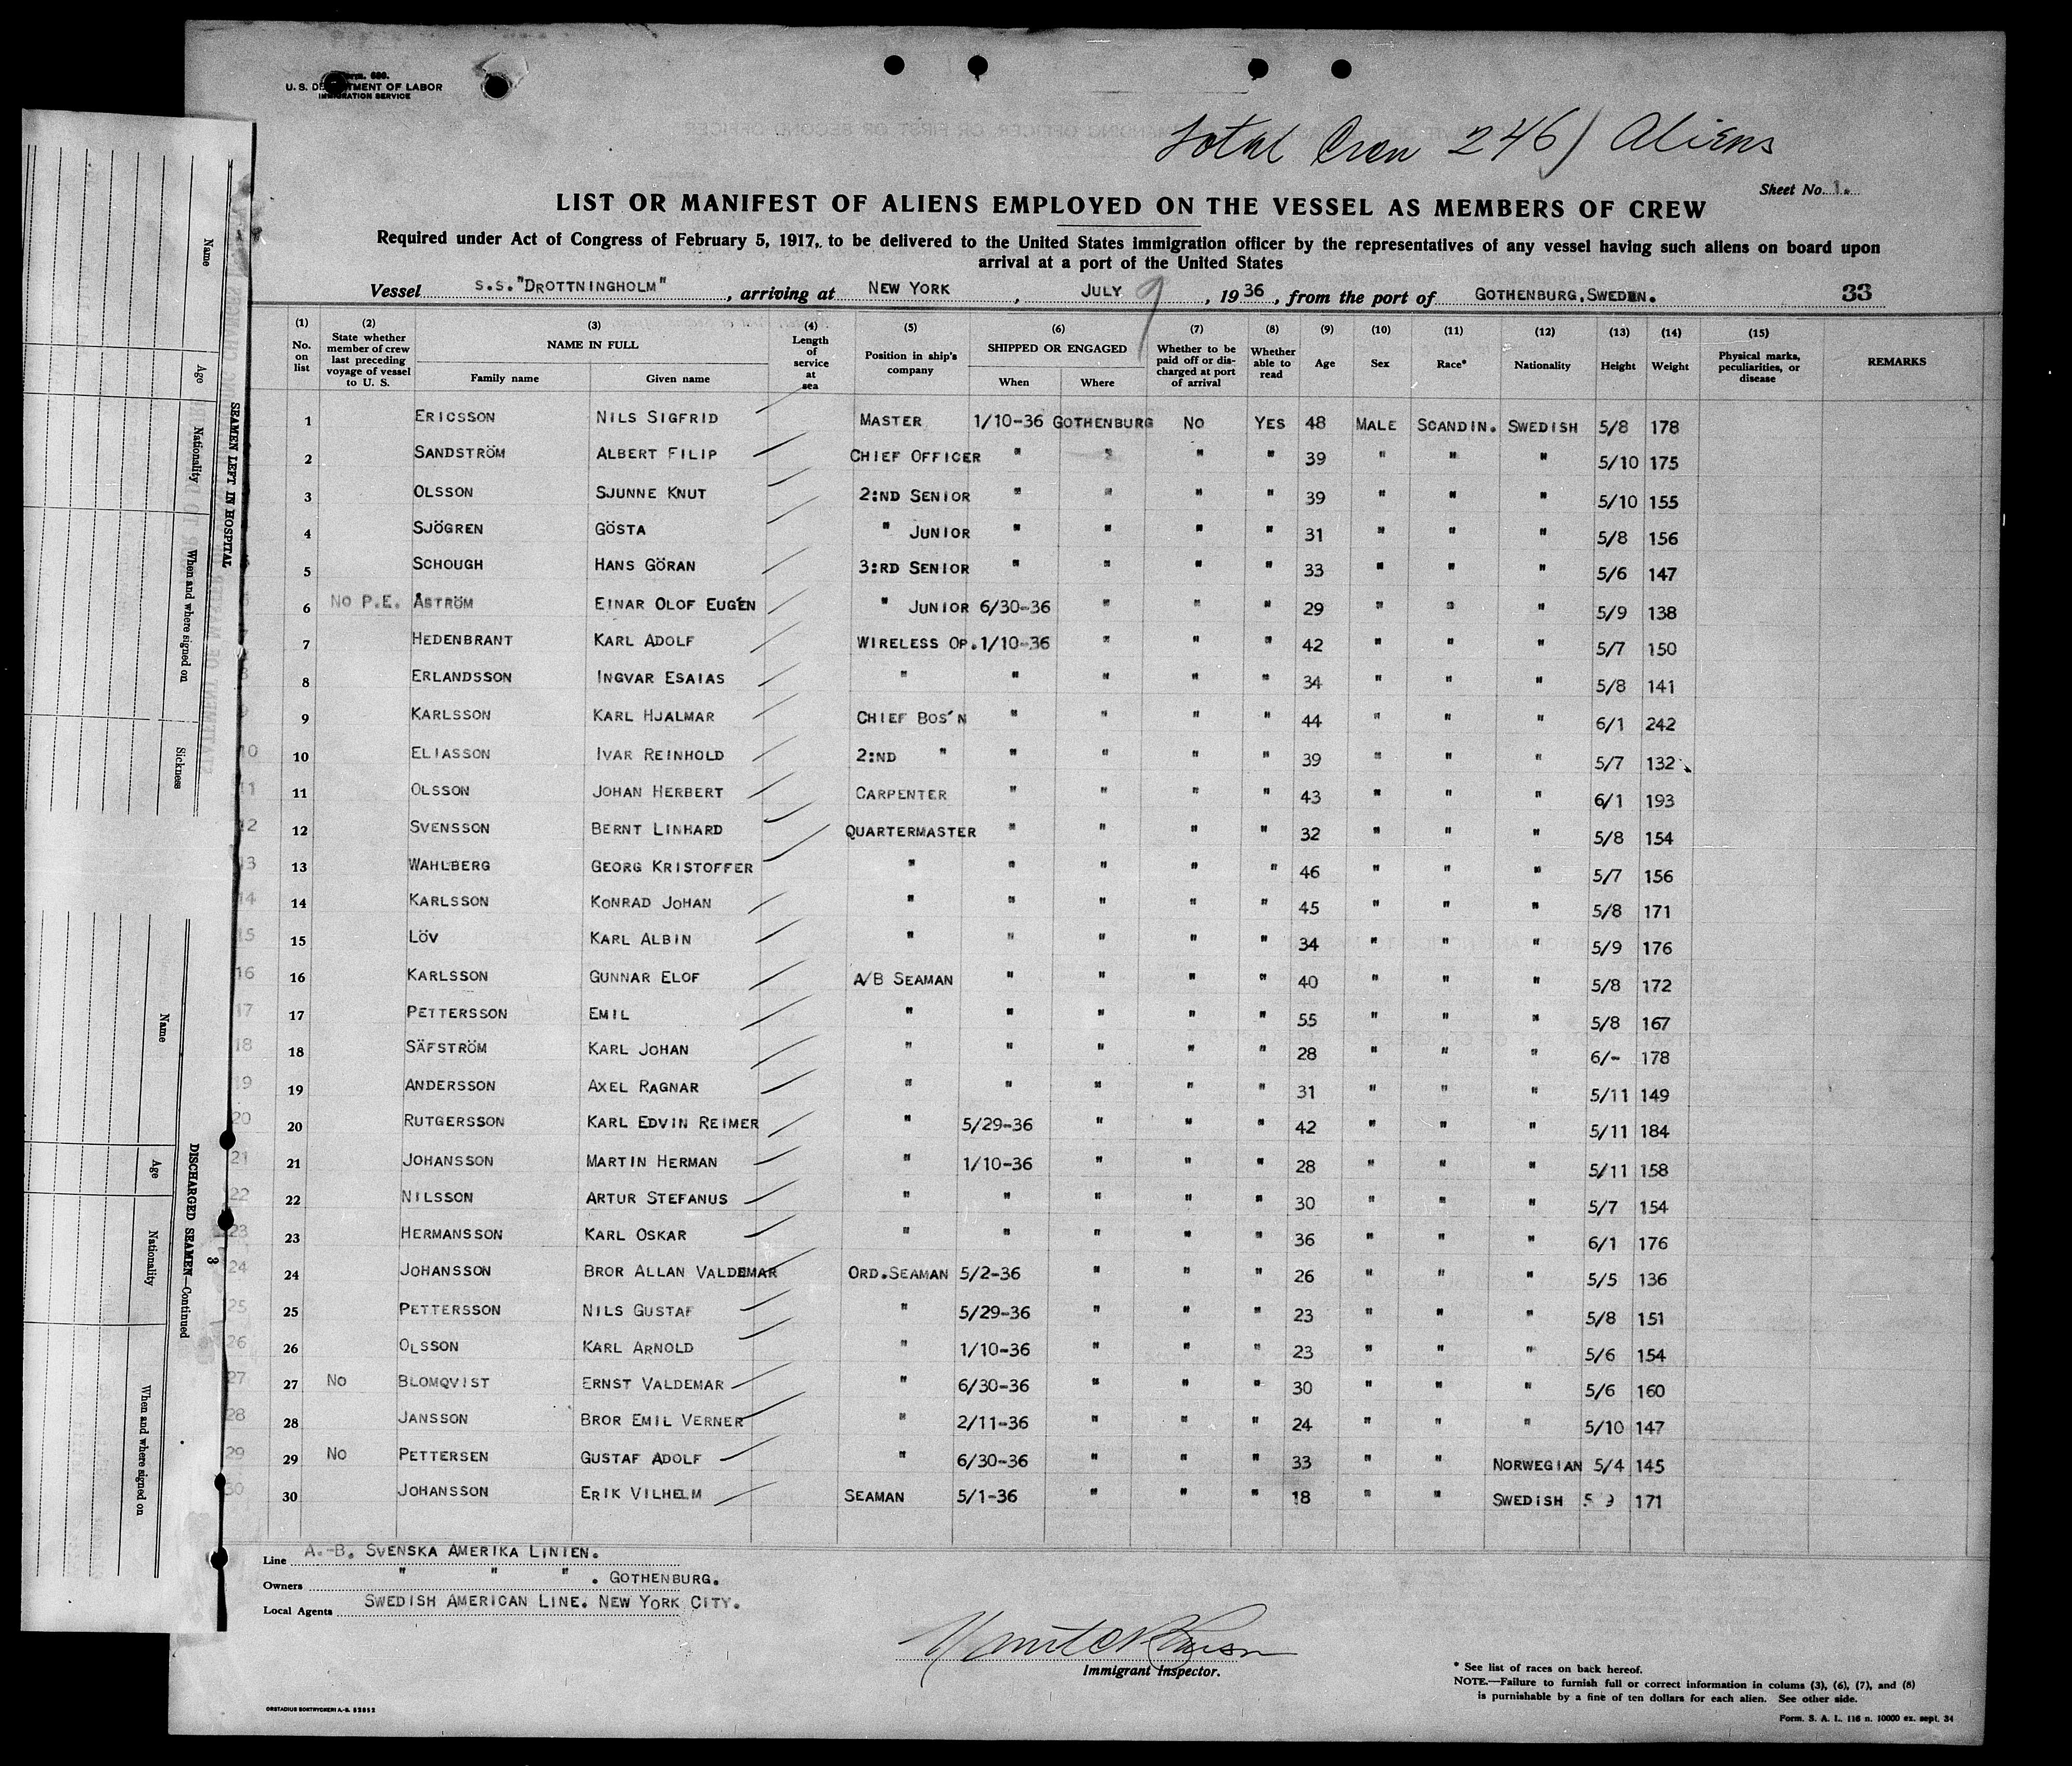 Form. 689.
U. S. DEPARTMENT OF LABOR
IMMIGRATION SERVICE
Total Crew 246) Aliens
Sheet No. 1.
LIST OR MANIFEST OF ALIENS EMPLOYED ON THE VESSEL AS MEMBERS OF CREW
Required under Act of Congress of February 5, 1917, to be delivered to the United States immigration officer by the representatives of any vessel having such aliens on board upon
arrival at a port of the United States
Vessel S.S."DROTTNINGHOLM", arriving at NEW YORK, JULY 9, 1936, from the port of GOTHENBURG, SWEDEN. 33
(1) No. on list (2) State whether member of crew last preceding voyage of vessel to U. S. (3) NAME IN FULL Family name Given name (4) Length of service at sea (5) Position in ship's company (6) SHIPPED OR ENGAGED When Where (7) Whether to be paid off or discharged at port of arrival (8) Whether able to read (9) Age (10) Sex (11) Race* (12) Nationality (13) Height (14) Weight (15) Physical marks, peculiarities, or disease REMARKS
1 ERICSSON NILS SIGFRID MASTER 1/10-36 GOTHENBURG NO YES 48 MALE SCANDIN. SWEDISH 5/8 178
2 SANDSTRÖM ALBERT FILIP CHIEF OFFICER " " " " 39 " " " 5/10 175
3 OLSSON SJUNNE KNUT 2:ND SENIOR " " " " 39 " " " 5/10 155
4 SJÖGREN GÖSTA " JUNIOR " " " " 31 " " " 5/8 156
5 SCHOUGH HANS GÖRAN 3:RD SENIOR " " " " 33 " " " 5/6 147
6 NO P.E. ÅSTRÖM EINAR OLOF EUGÉN " JUNIOR 6/30-36 " " " 29 " " " 5/9 138
7 HEDENBRANT KARL ADOLF WIRELESS OP. 1/10-36 " " " 42 " " " 5/7 150
8 ERLANDSSON INGVAR ESAIAS " " " " " 34 " " " 5/8 141
9 KARLSSON KARL HJALMAR CHIEF BOS'N " " " " 44 " " " 6/1 242
10 ELIASSON IVAR REINHOLD 2:ND " " " " " 39 " " " 5/7 132
11 OLSSON JOHAN HERBERT CARPENTER " " " " 43 " " " 6/1 193
12 SVENSSON BERNT LINHARD QUARTERMASTER " " " " 32 " " " 5/8 154
13 WAHLBERG GEORG KRISTOFFER " " " " " 46 " " " 5/7 156
14 KARLSSON KONRAD JOHAN " " " " " 45 " " " 5/8 171
15 LÖV KARL ALBIN " " " " " 34 " " " 5/9 176
16 KARLSSON GUNNAR ELOF A/B SEAMAN " " " " 40 " " " 5/8 172
17 PETTERSSON EMIL " " " " " 55 " " " 5/8 167
18 SÄFSTRÖM KARL JOHAN " " " " " 28 " " " 6/- 178
19 ANDERSSON AXEL RAGNAR " " " " " 31 " " " 5/11 149
20 RUTGERSSON KARL EDVIN REIMER " 5/29-36 " " " 42 " " " 5/11 184
21 JOHANSSON MARTIN HERMAN " 1/10-36 " " " 28 " " " 5/11 158
22 NILSSON ARTUR STEFANUS " " " " " 30 " " " 5/7 154
23 HERMANSSON KARL OSKAR " " " " " 36 " " " 6/1 176
24 JOHANSSON BROR ALLAN VALDEMAR ORD.SEAMAN 5/2-36 " " " 26 " " " 5/5 136
25 PETTERSSON NILS GUSTAF " 5/29-36 " " " 23 " " " 5/8 151
26 OLSSON KARL ARNOLD " 1/10-36 " " " 23 " " " 5/6 154
27 NO BLOMQVIST ERNST VALDEMAR " 6/30-36 " " " 30 " " " 5/6 160
28 JANSSON BROR EMIL VERNER " 2/11-36 " " " 24 " " " 5/10 147
29 NO PETTERSEN GUSTAF ADOLF " 6/30-36 " " " 33 " " NORWEGIAN 5/4 145
30 JOHANSSON ERIK VILHELM SEAMAN 5/1-36 " " " 18 " " SWEDISH 5 9 171
Line A.-B. SVENSKA AMERIKA LINIEN.
Owners " " " . GOTHENBURG.
Local Agents SWEDISH AMERICAN LINE. NEW YORK CITY.
Immigrant Inspector.
* See list of races on back hereof.
NOTE.—Failure to furnish full or correct information in colums (3), (6), (7), and (8)
is punishable by a fine of ten dollars for each alien. See other side.
ORSTADIUS BOKTRYCKERI A.-B. 52852
Form. S. A. L. 116 n. 10000 ex. sept. 34
SEAMEN LEFT IN HOSPITAL
Name Age Nationality When and where signed on Sickness
DISCHARGED SEAMEN—Continued
Name Age Nationality When and where signed on
3